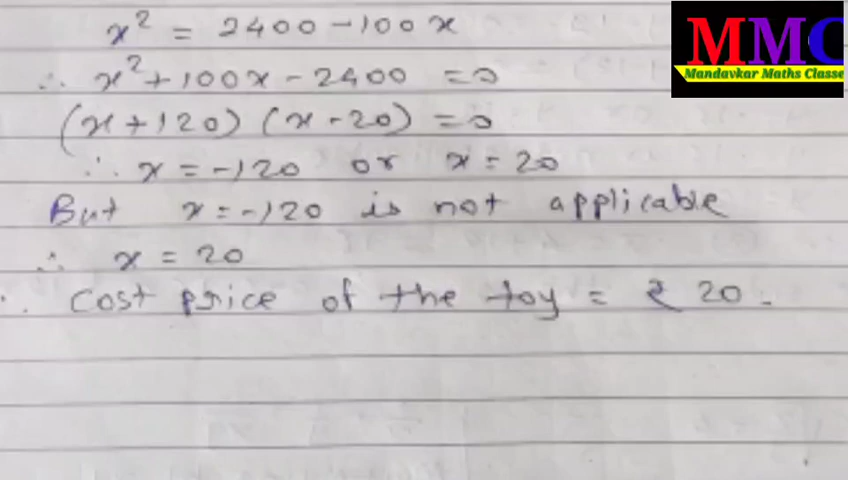 x² = 2400 - 100x
∴ x² + 100x - 2400 = 0
(x + 120) (x - 20) = 0
∴ x = -120 or x = 20
But x = -120 is not applicable
∴ x = 20
∴ Cost price of the toy = ₹ 20.
MMC
Mandavkar Maths Classe